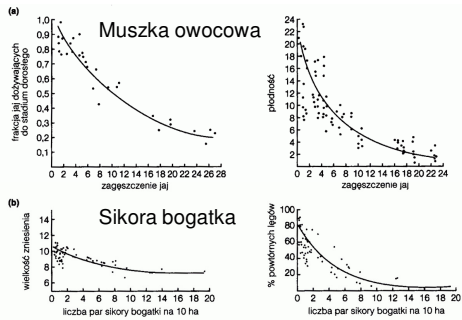 (a)
Muszka owocowa
frakcja jaj dożywających
do stadium dorosłego
1,0
0,9
0,8
0,7
0,6
0,5
0,4
0,3
0,2
0,1
0 2 4 6 8 10 12 14 16 18 20 22 24 26 28
zagęszczenie jaj
płodność
24
22
20
18
16
14
12
10
8
6
4
2
0 2 4 6 8 10 12 14 16 18 20 22 24
zagęszczenie jaj
(b)
Sikora bogatka
wielkość zniesienia
14
12
10
8
6
0 2 4 6 8 10 12 14 16 18 20
liczba par sikory bogatki na 10 ha
% powtórnych lęgów
100
80
60
40
20
0 2 4 6 8 10 12 14 16 18 20
liczba par sikory bogatki na 10 ha